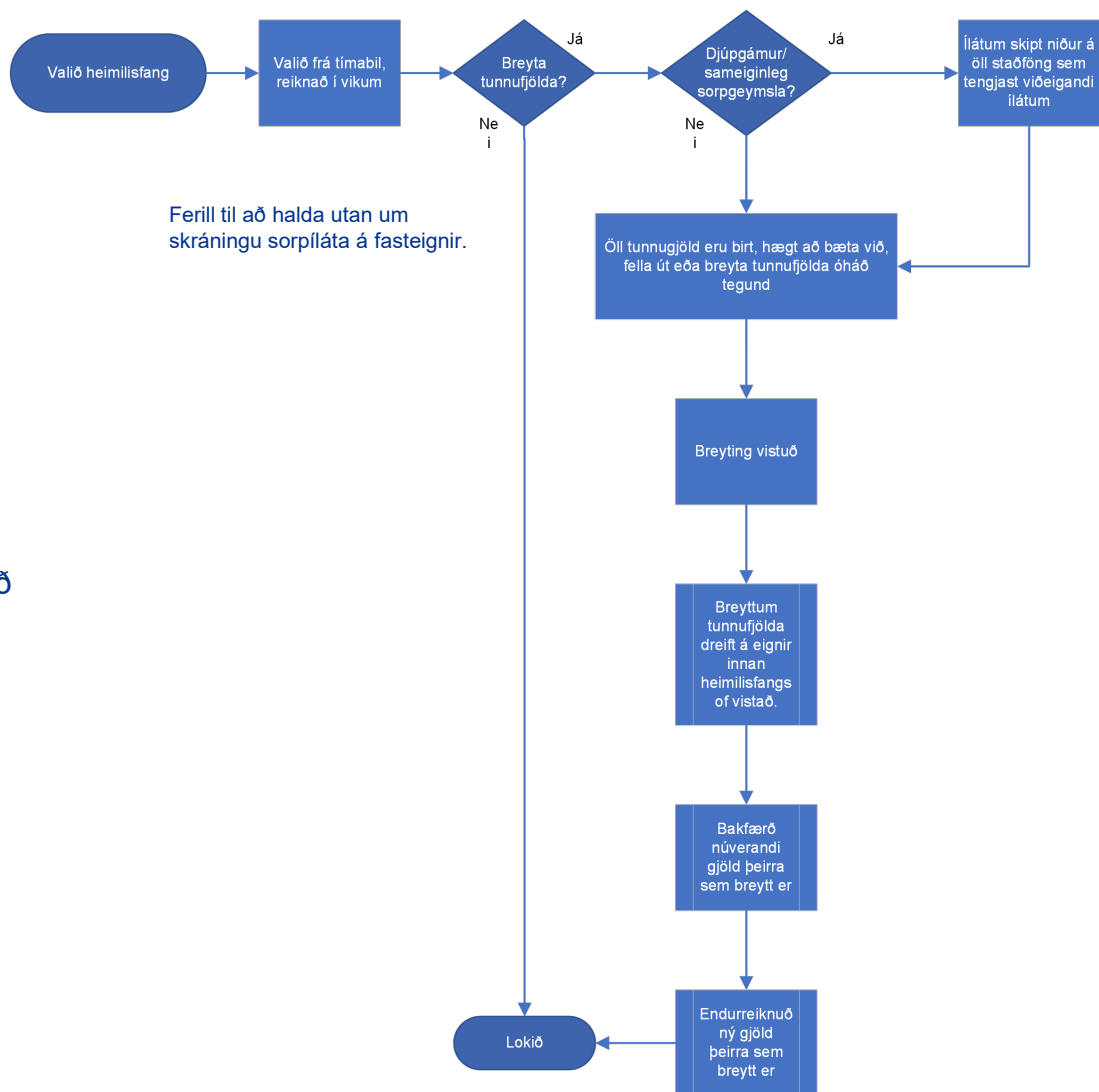 Valið heimilisfang
Valið frá tímabil,
reiknað í vikum
Breyta
tunnufjölda?
Já
Ne
i
Djúpgámur/
sameiginleg
sorpgeymsla?
Já
Ne
i
Ílátum skipt niður á
öll staðföng sem
tengjast viðeigandi
ílátum
Ferill til að halda utan um
skráningu sorpíláta á fasteignir.
Öll tunnugjöld eru birt, hægt að bæta við,
fella út eða breyta tunnufjölda óháð
tegund
Breyting vistuð
ð
Breyttum
tunnufjölda
dreift á eignir
innan
heimilisfangs
of vistað.
Bakfærð
núverandi
gjöld þeirra
sem breytt er
Endurreiknuð
ný gjöld
þeirra sem
breytt er
Lokið